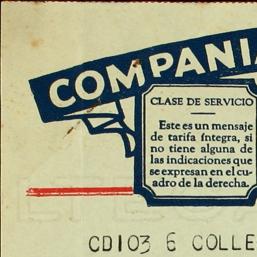 COMPANIA
CLASE DE SERVICIO
Este es un mensaje
de tarifa íntegra, si
no tiene alguna de
las indicaciones que
se expresan en el cu-
adro de la derecha.
CD103 6 COLLE